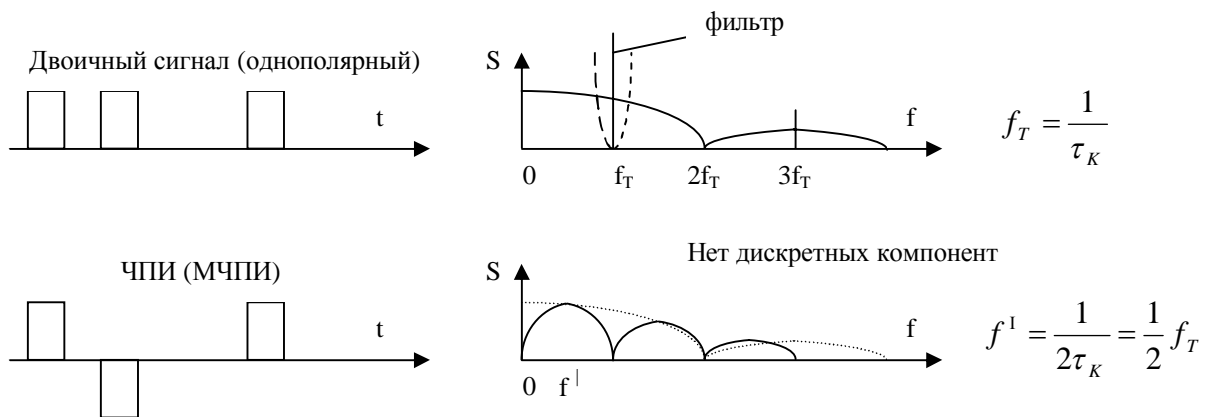 фильтр
Двоичный сигнал (однополярный)
S
t
f
0 f_T 2f_T 3f_T
f_T = 1/τ_K
Нет дискретных компонент
ЧПИ (МЧПИ)
S
t
f
0 f^|
f^I = 1/(2τ_K) = 1/2 f_T